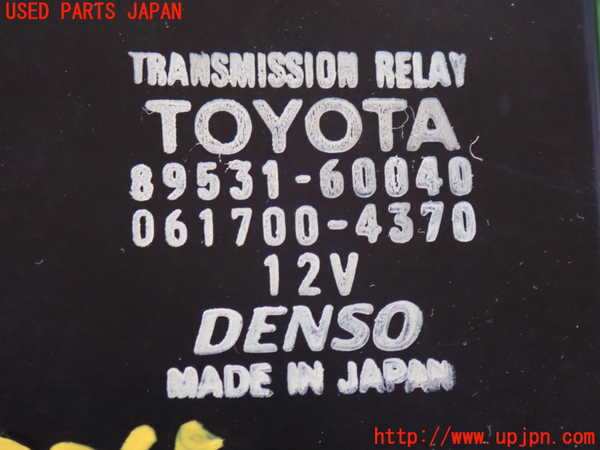 USED PARTS JAPAN
TRANSMISSION RELAY
TOYOTA
89531-60040
061700-4370
12V
DENSO
MADE IN JAPAN
http://www.upjpn.com